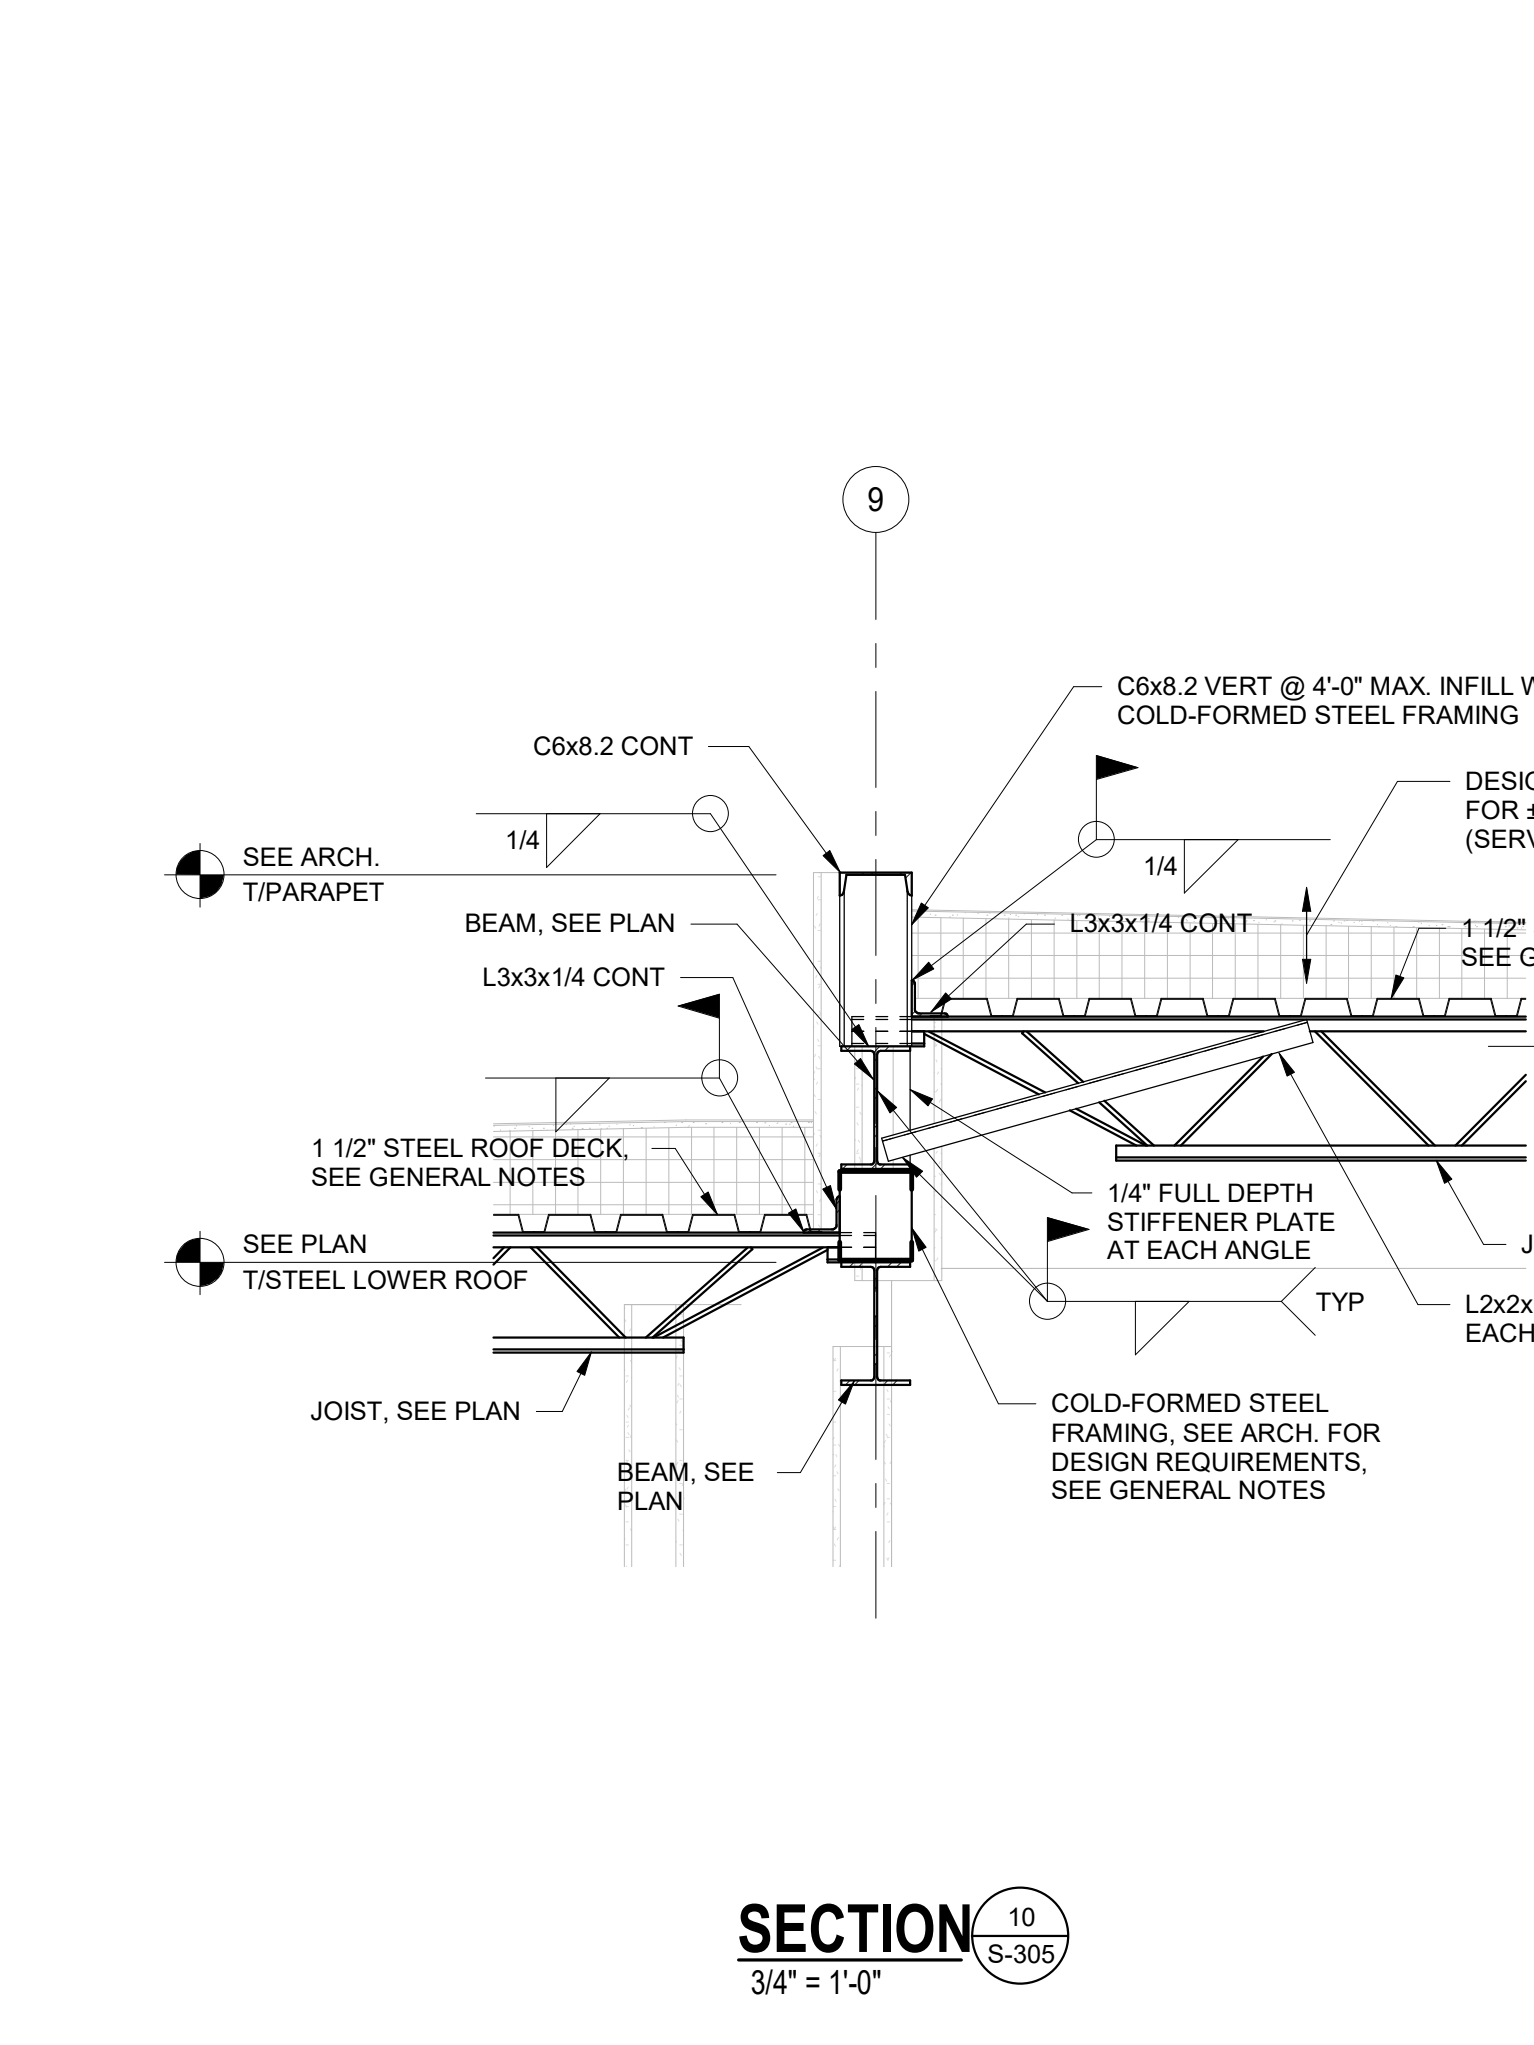 9
C6x8.2 VERT @ 4'-0" MAX. INFILL
COLD-FORMED STEEL FRAMING
C6x8.2 CONT
1/4
1/4
FOR ±
SEE ARCH.
T/PARAPET
BEAM, SEE PLAN
L3x3x1/4 CONT
1 1/2"
SEE
L3x3x1/4 CONT
1 1/2" STEEL ROOF DECK,
SEE GENERAL NOTES
1/4" FULL DEPTH
STIFFENER PLATE
AT EACH ANGLE
SEE PLAN
T/STEEL LOWER ROOF
TYP
L2x2x
EACH
JOIST, SEE PLAN
COLD-FORMED STEEL
FRAMING, SEE ARCH. FOR
DESIGN REQUIREMENTS,
SEE GENERAL NOTES
BEAM, SEE
PLAN
SECTION
10
S-305
3/4" = 1'-0"